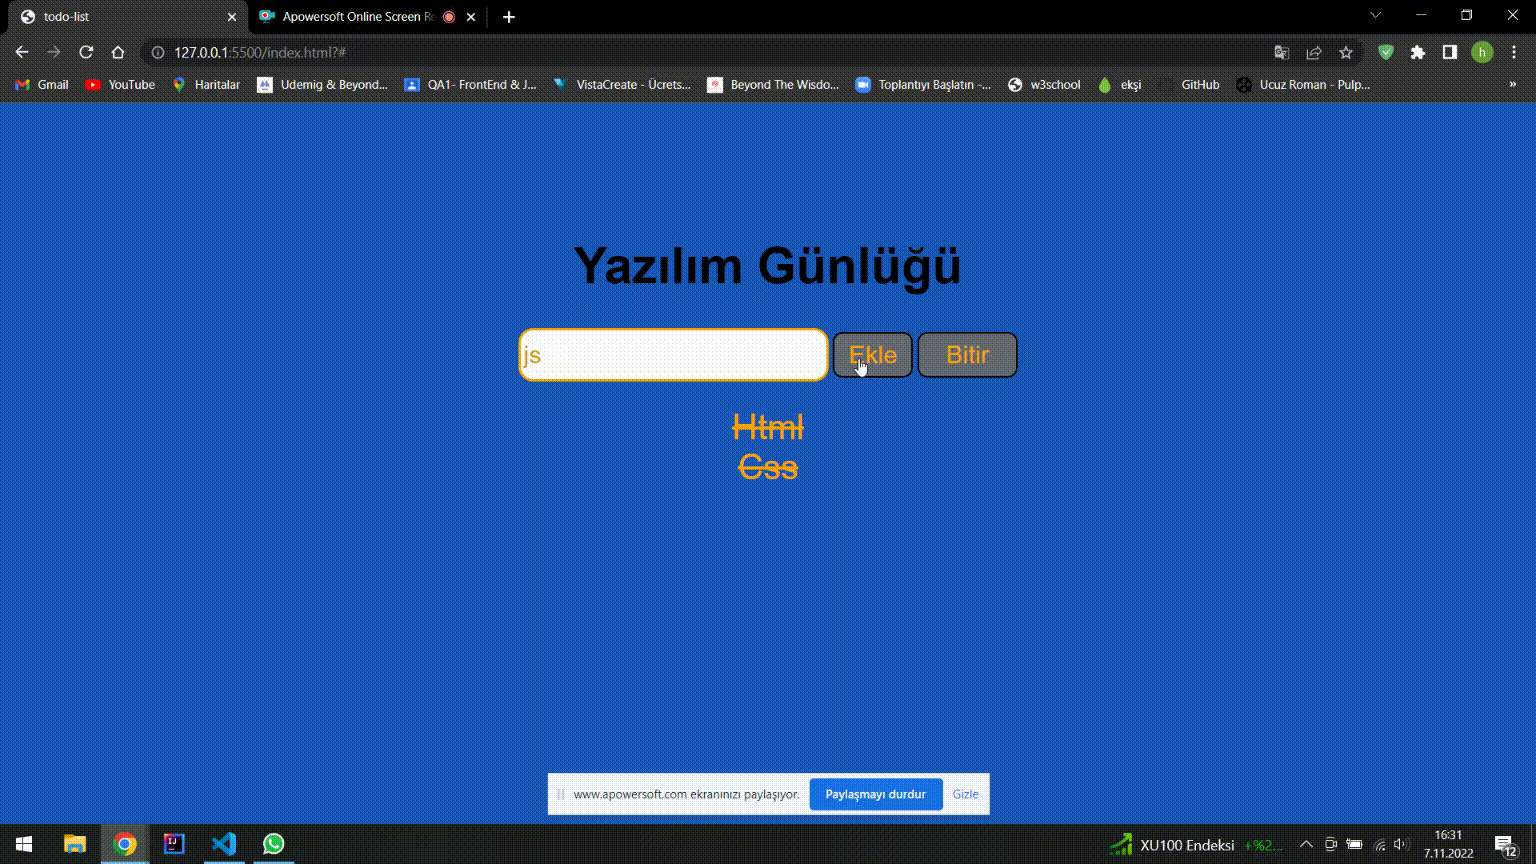 todo-list
Apowersoft Online Screen Re
127.0.0.1:5500/index.html?#
h
Gmail
YouTube
Haritalar
Udemig & Beyond...
QA1- FrontEnd & J...
VistaCreate - Ücrets...
Beyond The Wisdo...
Toplantıyı Başlatın -...
w3school
ekşi
GitHub
Ucuz Roman - Pulp...
»
Yazılım Günlüğü
js
Ekle
Bitir
Html
Css
www.apowersoft.com ekranınızı paylaşıyor.
Paylaşmayı durdur
Gizle
XU100 Endeksi +%2...
16:31
7.11.2022
12